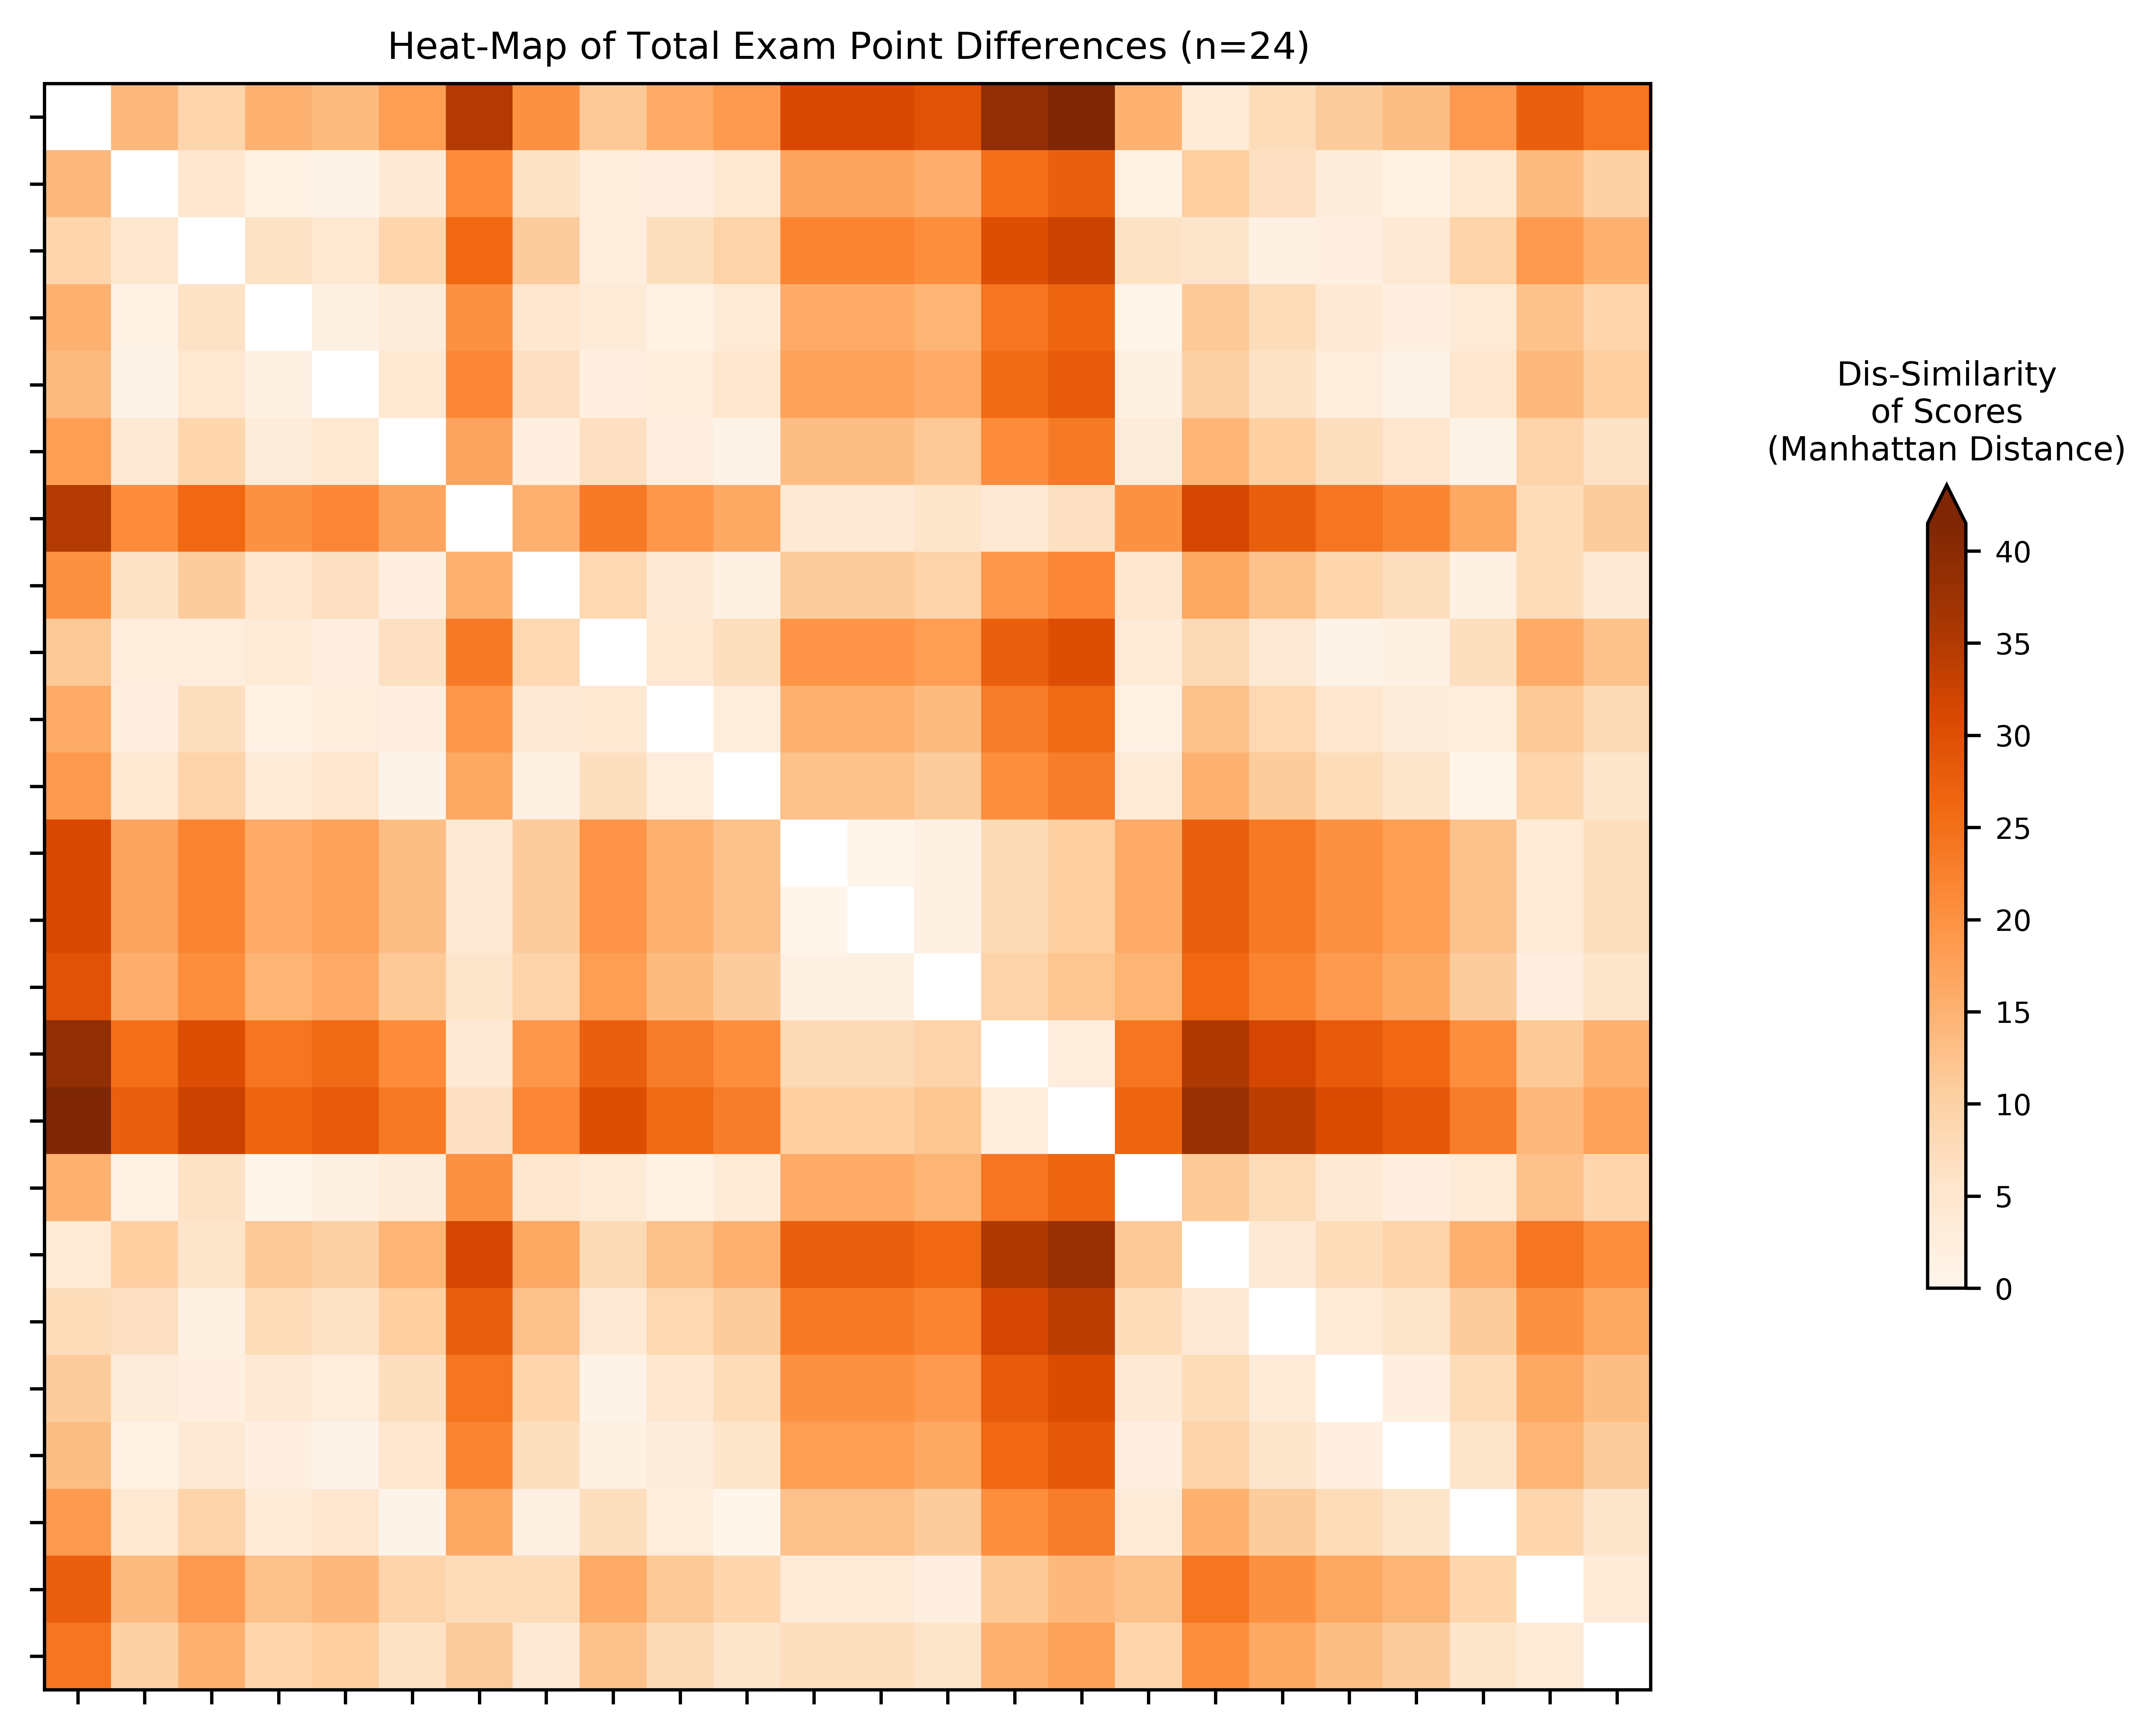 Heat-Map of Total Exam Point Differences (n=24)
Dis-Similarity
of Scores
(Manhattan Distance)
40
35
30
25
20
15
10
5
0